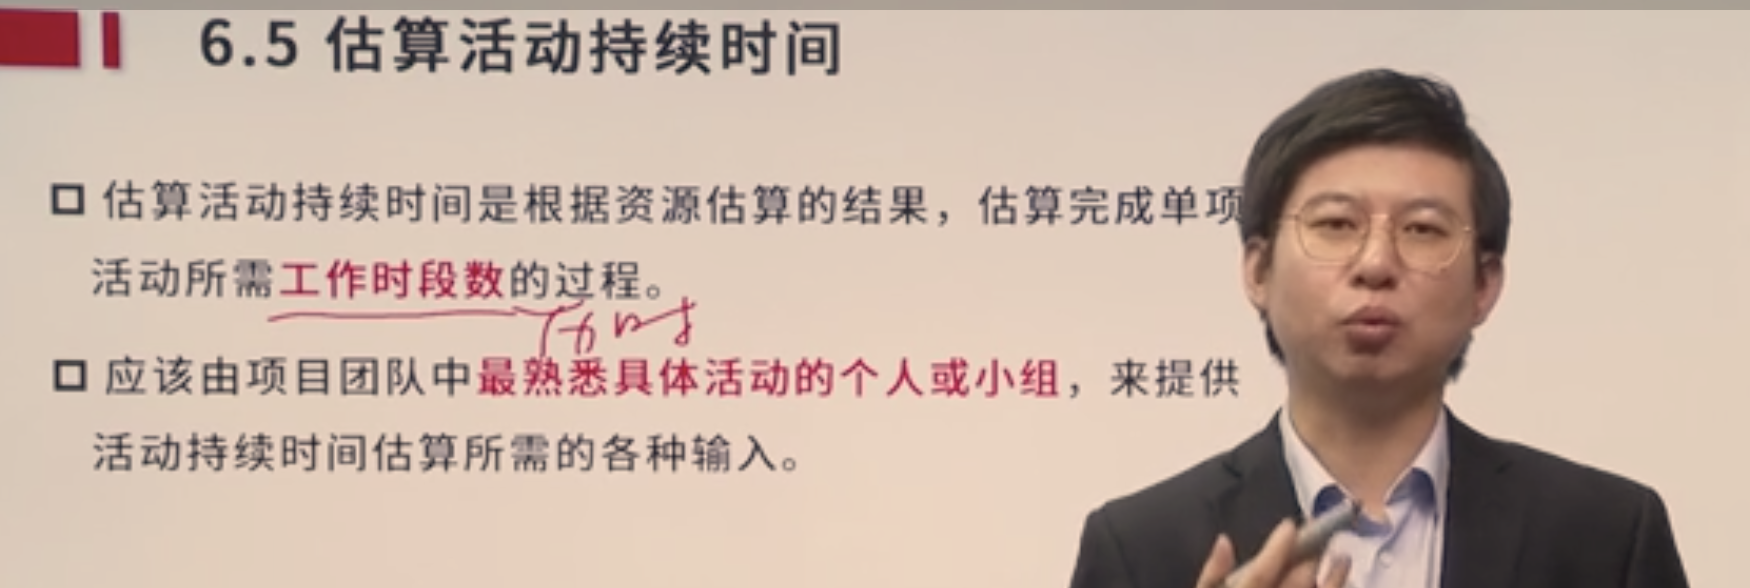 6.5 估算活动持续时间
估算活动持续时间是根据资源估算的结果，估算完成单项
活动所需工作时段数的过程。
应该由项目团队中最熟悉具体活动的个人或小组，来提供
活动持续时间估算所需的各种输入。